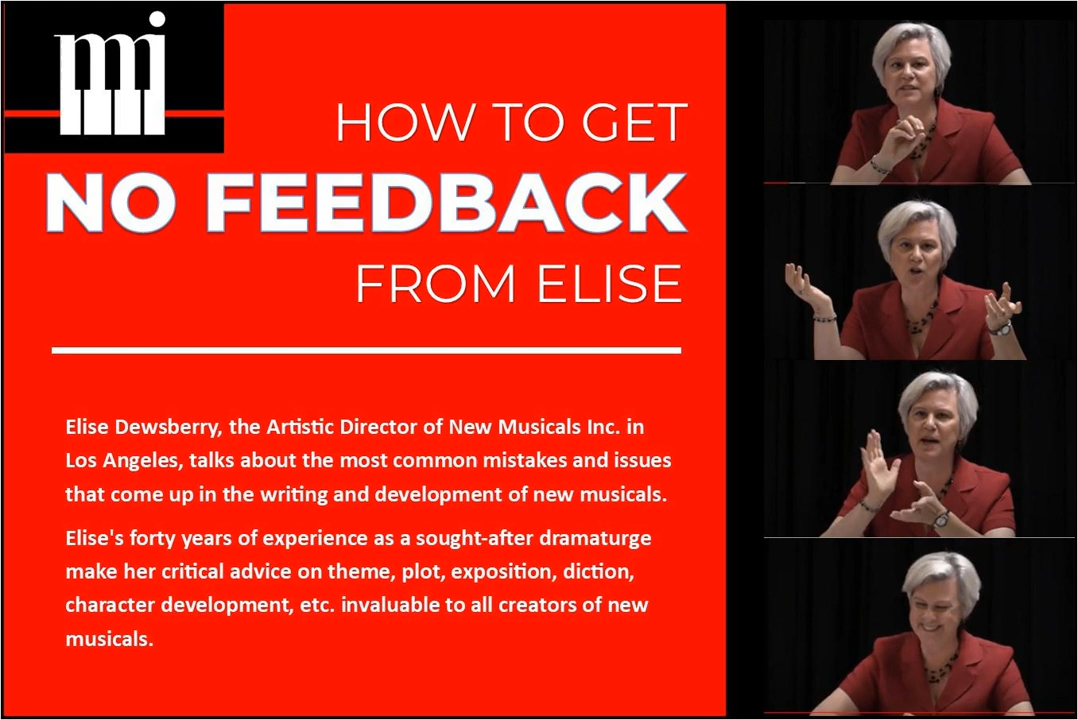 mi
HOW TO GET
NO FEEDBACK
FROM ELISE
Elise Dewsberry, the Artistic Director of New Musicals Inc. in
Los Angeles, talks about the most common mistakes and issues
that come up in the writing and development of new musicals.
Elise's forty years of experience as a sought-after dramaturge
make her critical advice on theme, plot, exposition, diction,
character development, etc. invaluable to all creators of new
musicals.